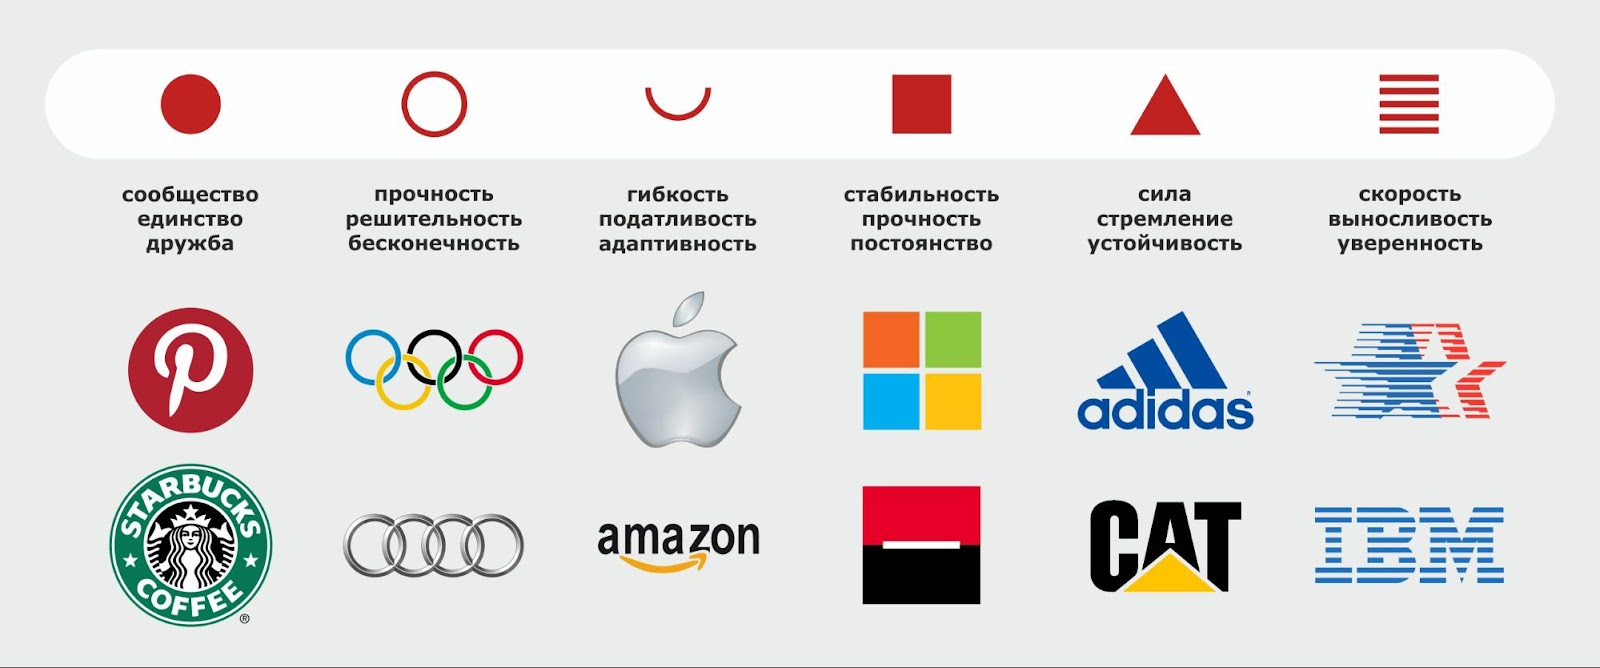 сообщество
единство
дружба
прочность
решительность
бесконечность
гибкость
податливость
адаптивность
стабильность
прочность
постоянство
сила
стремление
устойчивость
скорость
выносливость
уверенность
P
adidas®
STARBUCKS
COFFEE®
amazon
CAT
IBM